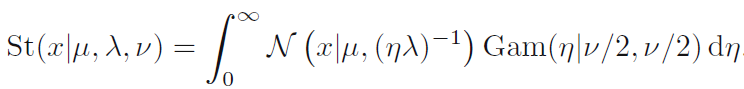 St(x|μ, λ, ν) = ∫₀^∞ 𝒩 (x|μ, (ηλ)⁻¹) Gam(η|ν/2, ν/2) dη.